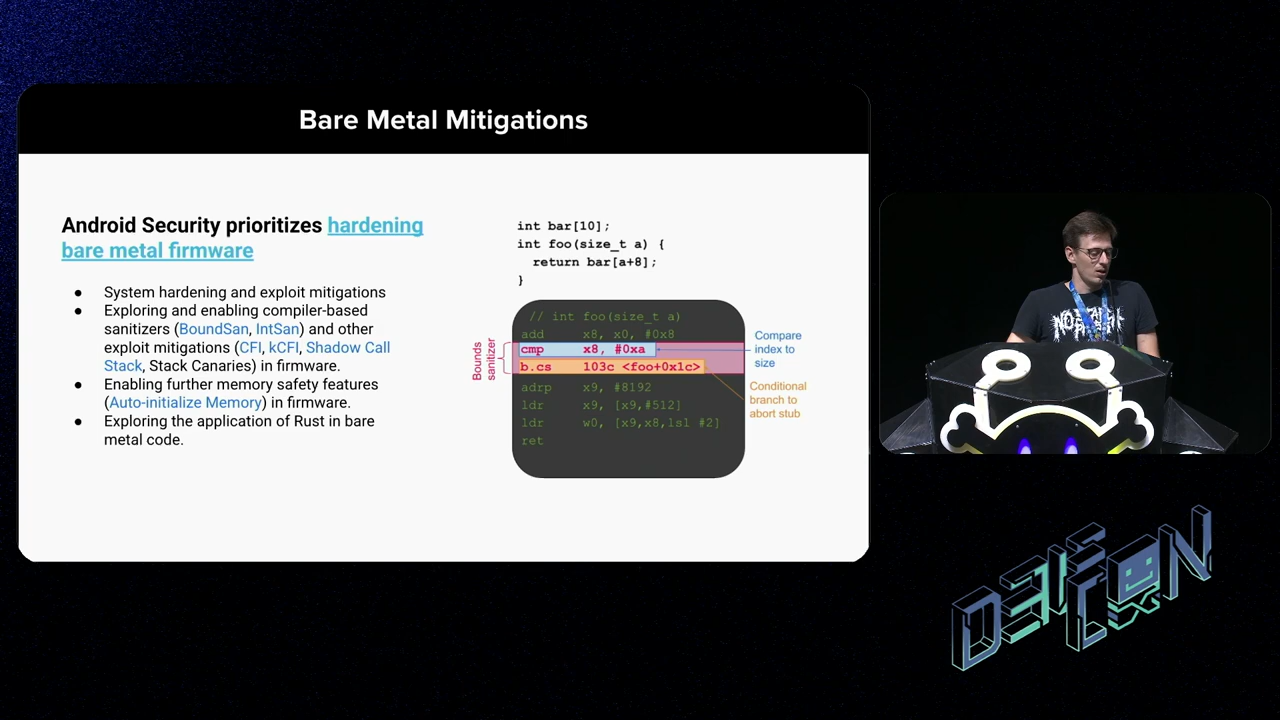 Bare Metal Mitigations
Android Security prioritizes hardening
bare metal firmware
● System hardening and exploit mitigations
● Exploring and enabling compiler-based
sanitizers (BoundSan, IntSan) and other
exploit mitigations (CFI, kCFI, Shadow Call
Stack, Stack Canaries) in firmware.
● Enabling further memory safety features
(Auto-initialize Memory) in firmware.
● Exploring the application of Rust in bare
metal code.
int bar[10];
int foo(size_t a) {
return bar[a+8];
}
// int foo(size_t a)
add x8, x0, #0x8
cmp x8, #0xa
b.cs 103c <foo+0x1c>
adrp x9, #8192
ldr x9, [x9,#512]
ldr w0, [x9,x8,lsl #2]
ret
Bounds
sanitizer
Compare
index to
size
Conditional
branch to
abort stub
DEF CON